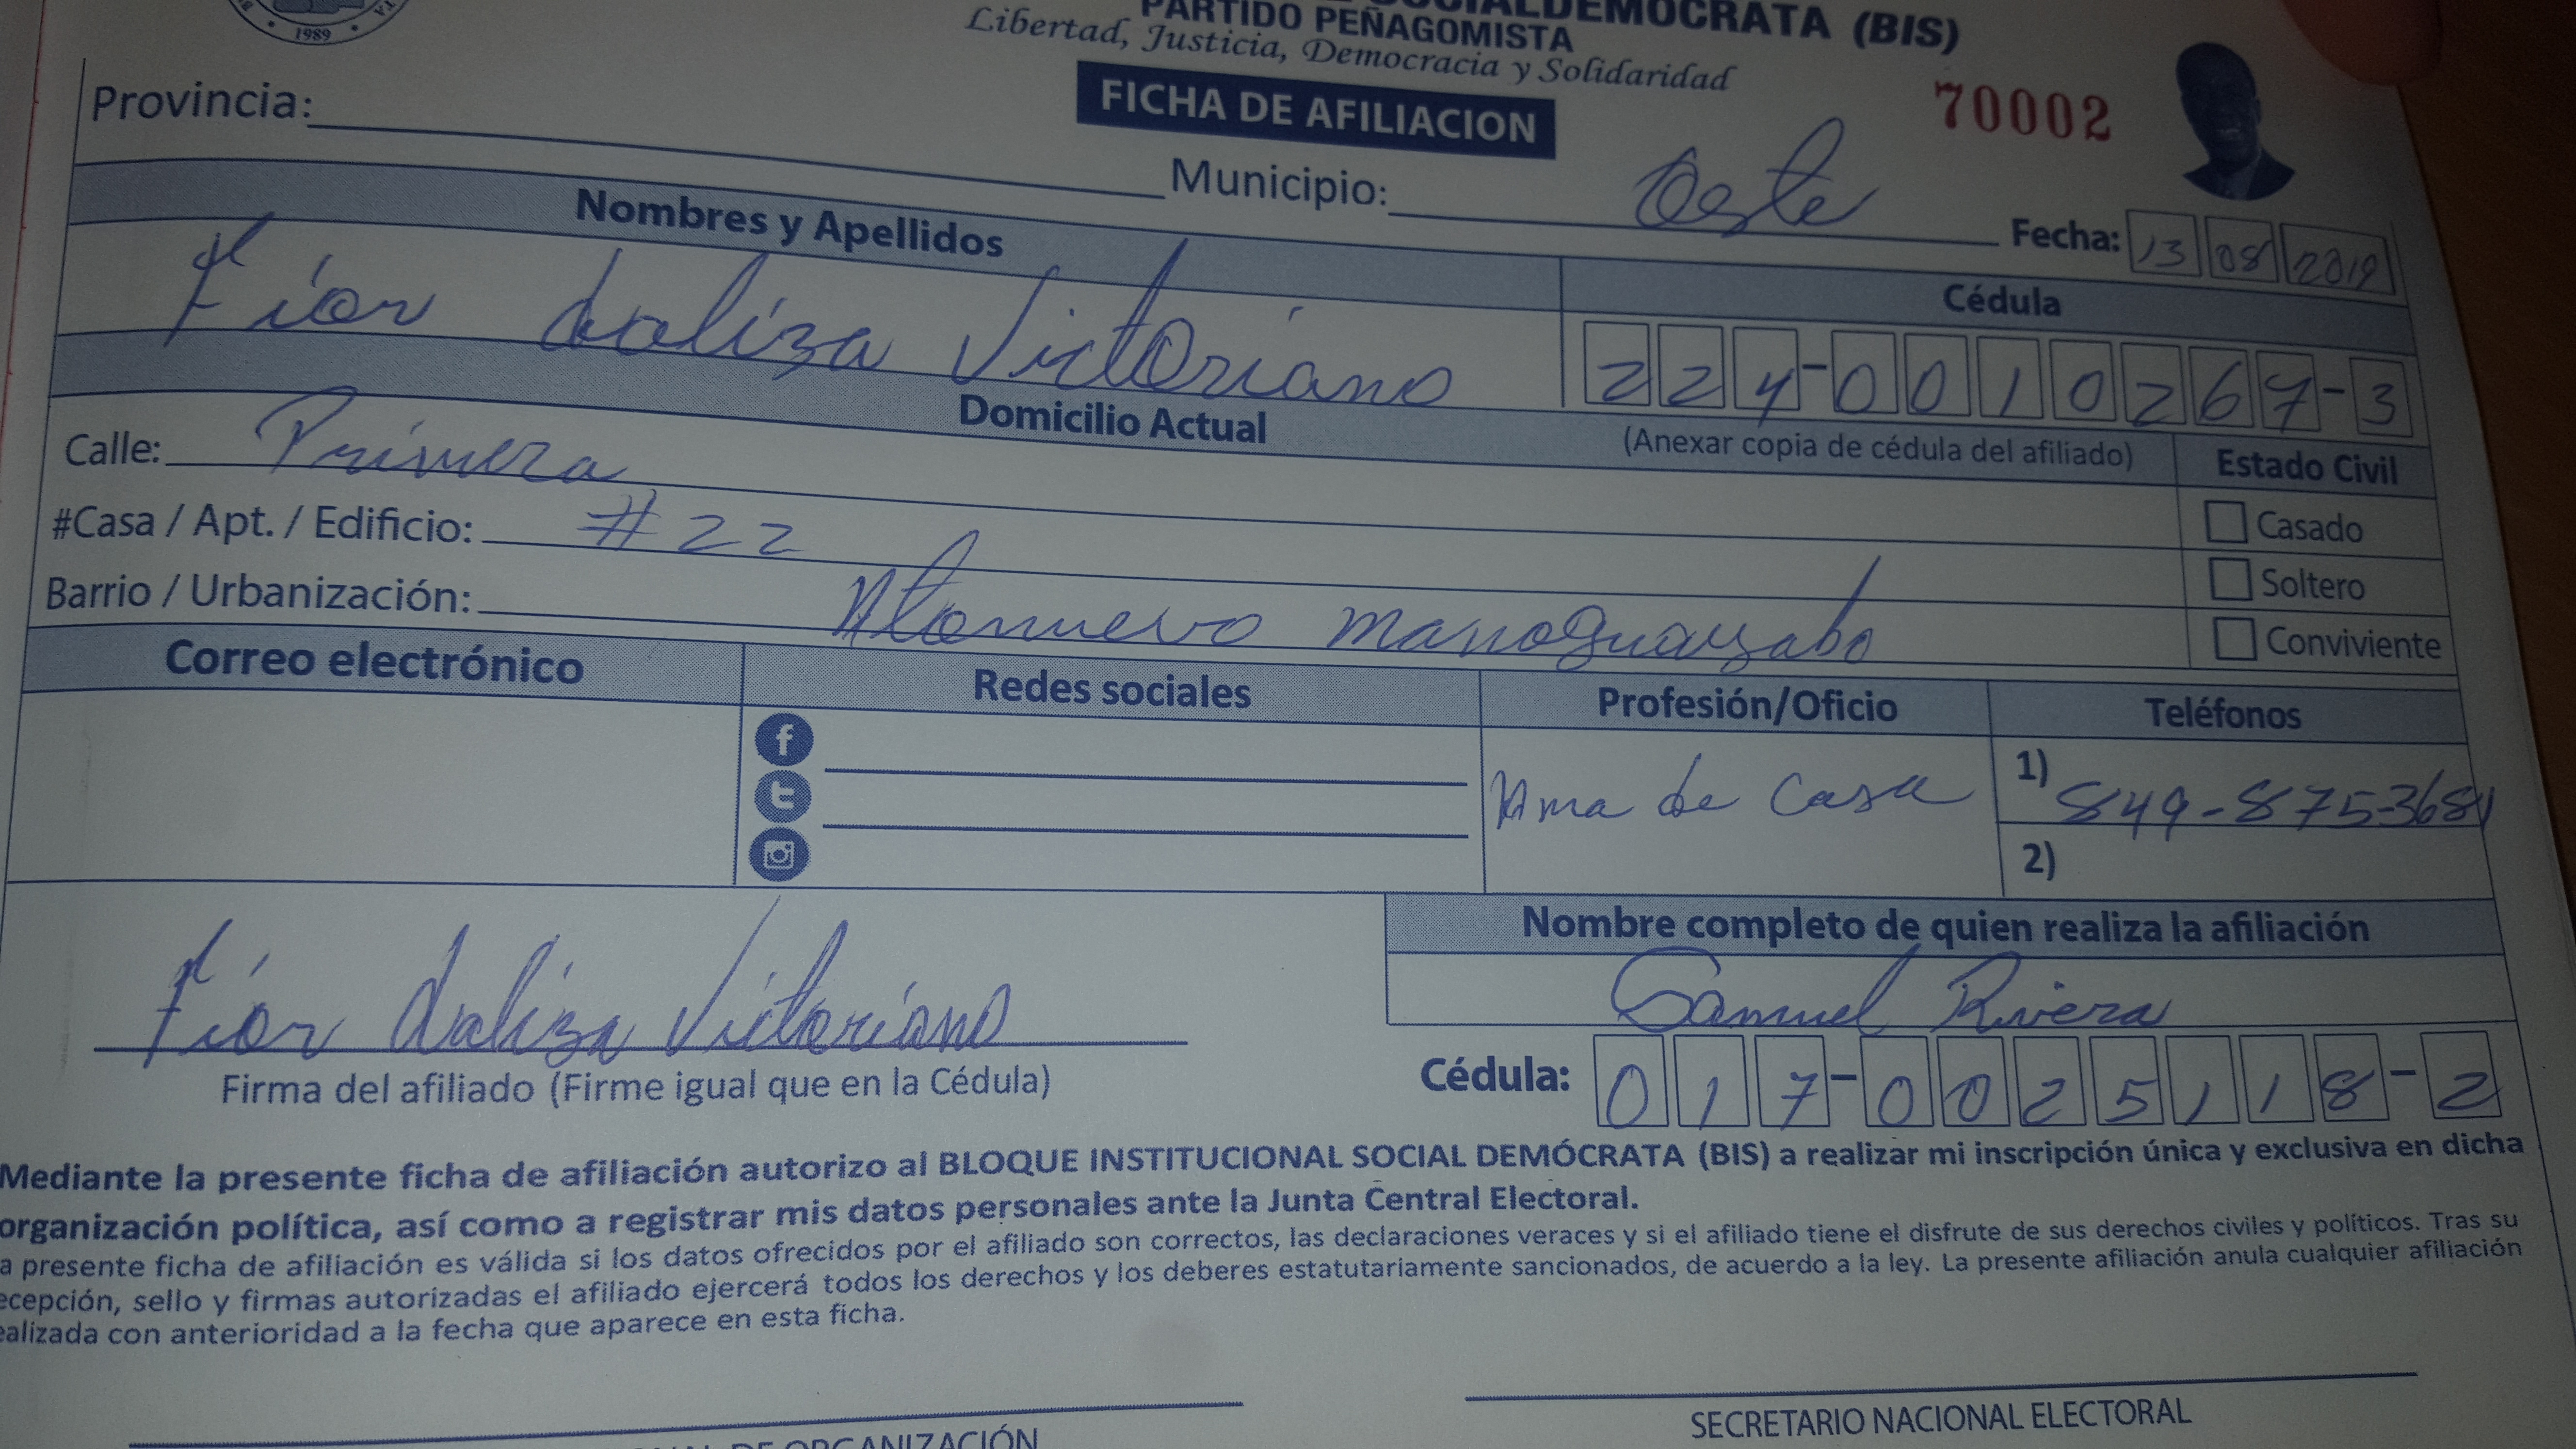 1989
SOCIALDEMOCRATA (BIS)
PARTIDO PEÑAGOMISTA
Libertad, Justicia, Democracia y Solidaridad
FICHA DE AFILIACION
70002
Provincia:
Municipio: Oeste
Fecha: 13 08 2019
Nombres y Apellidos
Cédula
Fior daliza Victoriano
224-0010267-3
(Anexar copia de cédula del afiliado)
Domicilio Actual
Estado Civil
Calle: Primera
Casado
#Casa / Apt. / Edificio: #22
Soltero
Barrio / Urbanización: Atonuevo manoguayabo
Conviviente
Correo electrónico
Redes sociales
Profesión/Oficio
Teléfonos
Ama de Casa
1) 849-875-3681
2)
Nombre completo de quien realiza la afiliación
Samuel Rivera
Fior daliza Victoriano
Firma del afiliado (Firme igual que en la Cédula)
Cédula: 017-0025118-2
Mediante la presente ficha de afiliación autorizo al BLOQUE INSTITUCIONAL SOCIAL DEMÓCRATA (BIS) a realizar mi inscripción única y exclusiva en dicha
organización política, así como a registrar mis datos personales ante la Junta Central Electoral.
a presente ficha de afiliación es válida si los datos ofrecidos por el afiliado son correctos, las declaraciones veraces y si el afiliado tiene el disfrute de sus derechos civiles y políticos. Tras su
ecepción, sello y firmas autorizadas el afiliado ejercerá todos los derechos y los deberes estatutariamente sancionados, de acuerdo a la ley. La presente afiliación anula cualquier afiliación
ealizada con anterioridad a la fecha que aparece en esta ficha.
DE ORGANIZACIÓN
SECRETARIO NACIONAL ELECTORAL